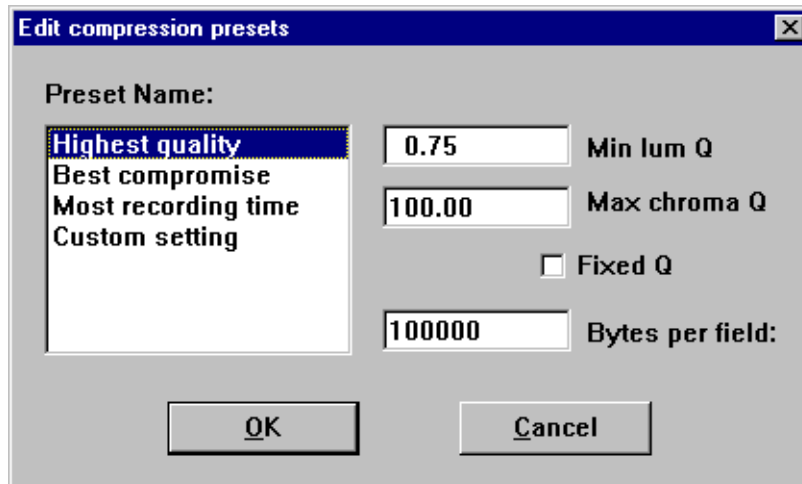 Edit compression presets
Preset Name:
Highest quality
Best compromise
Most recording time
Custom setting
0.75 Min lum Q
100.00 Max chroma Q
Fixed Q
100000 Bytes per field:
OK Cancel